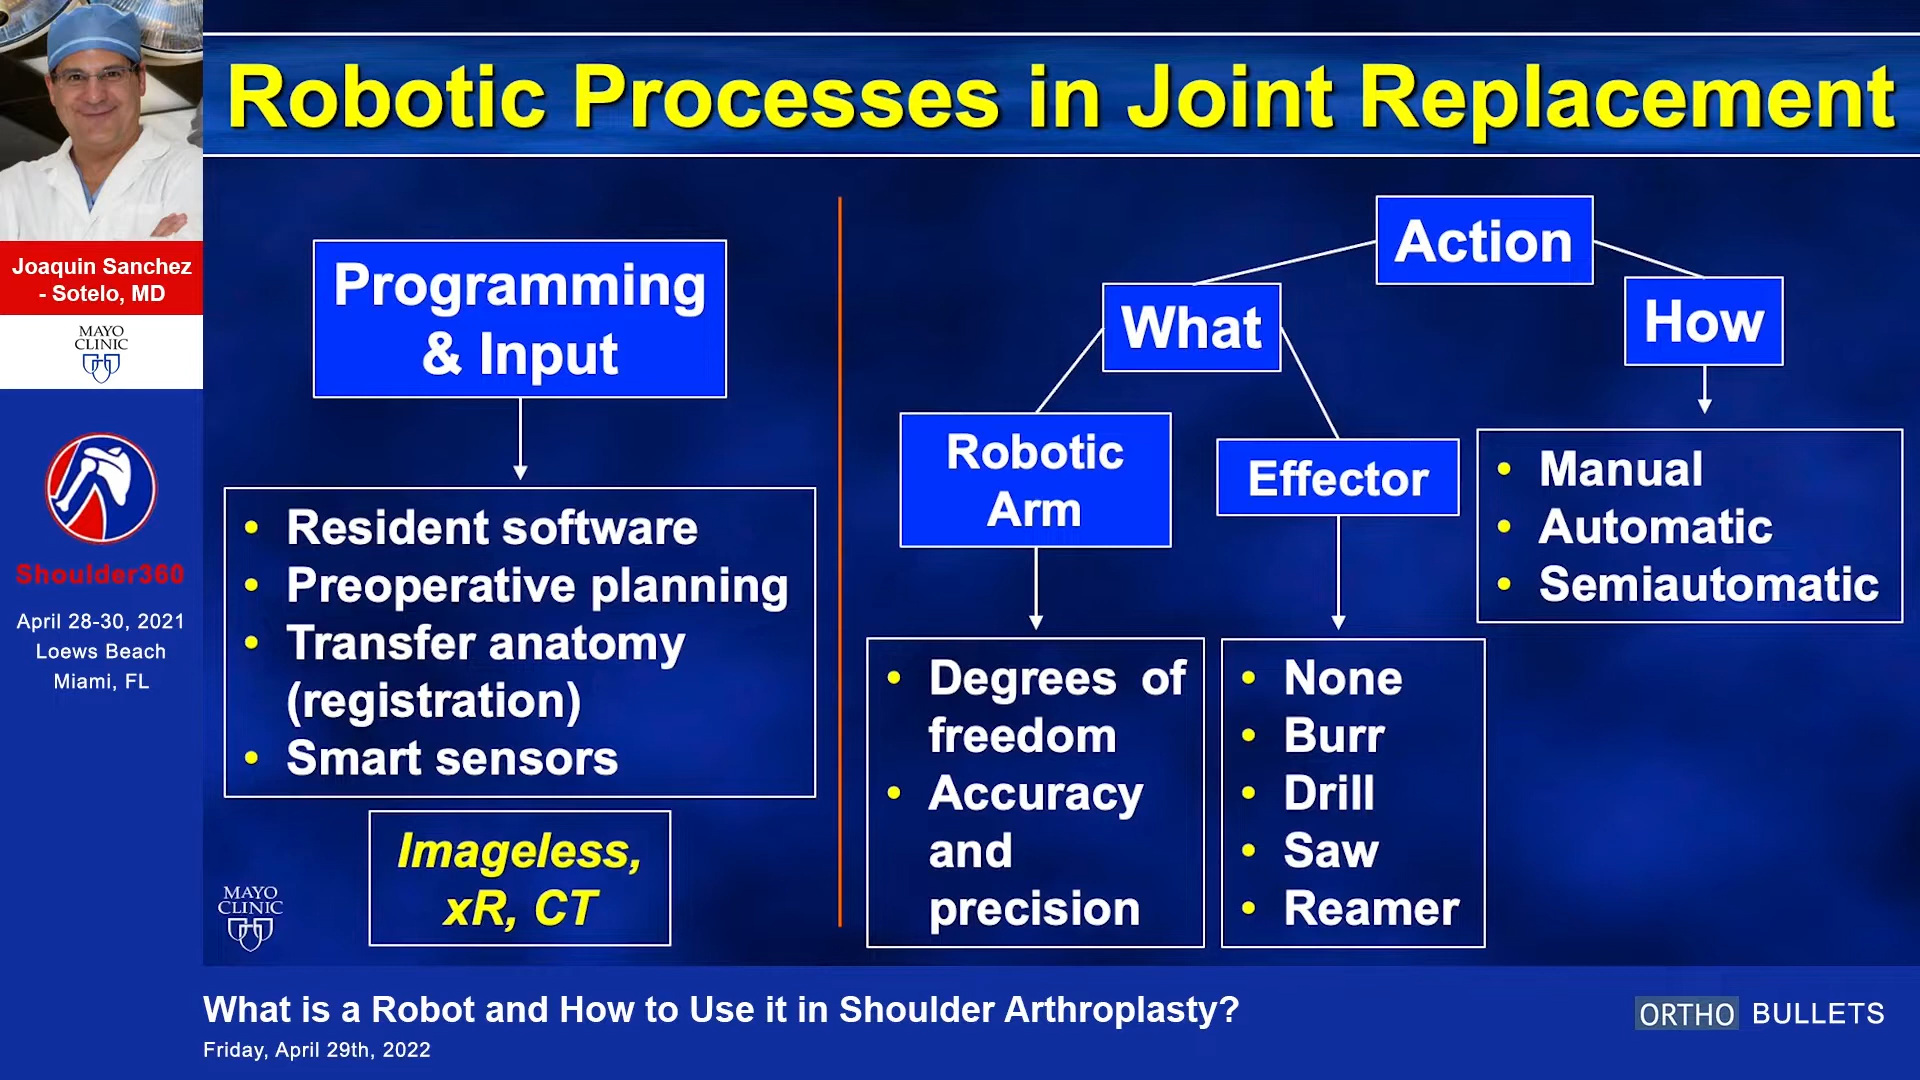 Robotic Processes in Joint Replacement
Joaquin Sanchez
- Sotelo, MD
MAYO
CLINIC
Shoulder360
April 28-30, 2021
Loews Beach
Miami, FL
Programming
& Input
• Resident software
• Preoperative planning
• Transfer anatomy
(registration)
• Smart sensors
Imageless,
xR, CT
MAYO
CLINIC
Action
What
How
Robotic
Arm
Effector
• Manual
• Automatic
• Semiautomatic
• Degrees of
freedom
• Accuracy
and
precision
• None
• Burr
• Drill
• Saw
• Reamer
What is a Robot and How to Use it in Shoulder Arthroplasty?
Friday, April 29th, 2022
ORTHO BULLETS